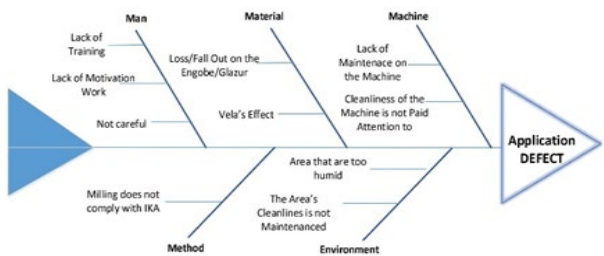 Man
Material
Machine
Lack of
Training
Lack of Motivation
Work
Not careful
Loss/Fall Out on the
Engobe/Glazur
Vela's Effect
Lack of
Maintenace on
the Machine
Cleanliness of the
Machine is not Paid
Attention to
Application
DEFECT
Milling does not
comply with IKA
Area that are too
humid
The Area's
Cleanlines is not
Maintenanced
Method
Environment